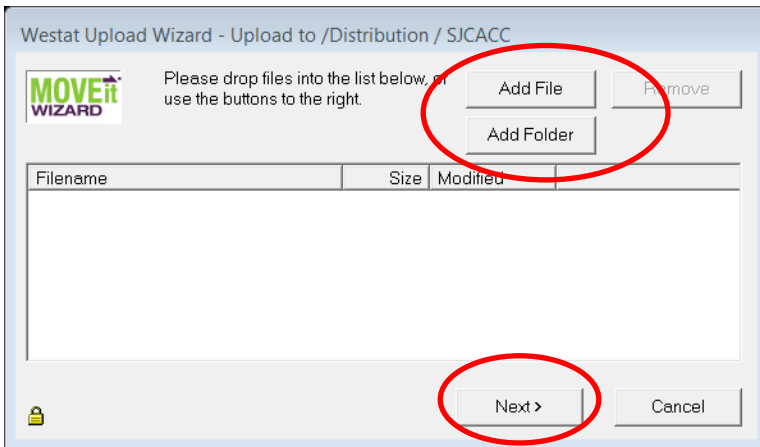 Westat Upload Wizard - Upload to /Distribution / SJCACC
MOVEit
WIZARD
Please drop files into the list below, or
use the buttons to the right.
Add File
Remove
Add Folder
Filename Size Modified
Next >
Cancel